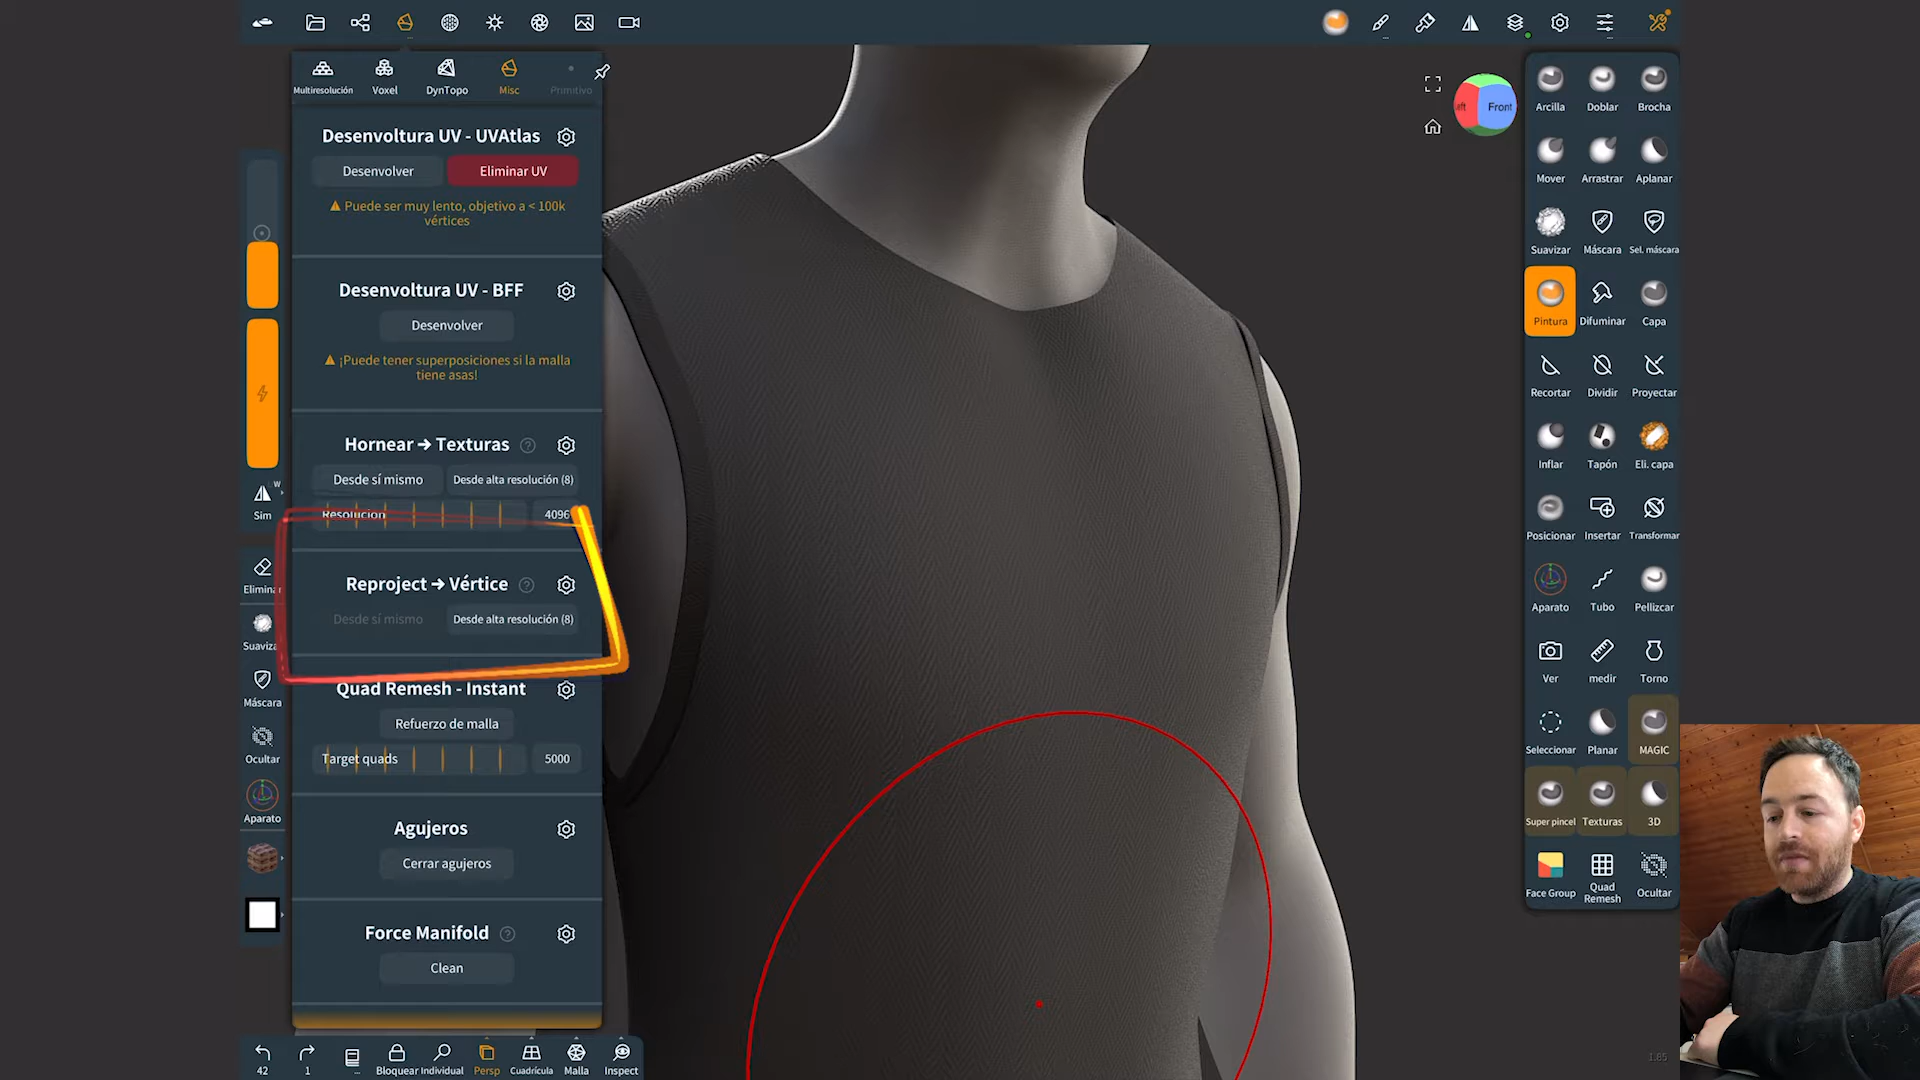 Multiresolución Voxel DynTopo Misc Primitivo
Desenvoltura UV - UVAtlas
Desenvolver Eliminar UV
Puede ser muy lento, objetivo a < 100k
vértices
Desenvoltura UV - BFF
Desenvolver
¡Puede tener superposiciones si la malla
tiene asas!
Hornear → Texturas ?
Desde sí mismo Desde alta resolución (8)
Resolución 4096
Reproject → Vértice ?
Desde sí mismo Desde alta resolución (8)
Quad Remesh - Instant
Refuerzo de malla
Target quads 5000
Agujeros
Cerrar agujeros
Force Manifold ?
Clean
W
Sim
Elimina
Suaviza
Máscara
Ocultar
Aparato
42 1 ... Bloquear Individual Persp Cuadrícula Malla Inspect
aft Front
Arcilla Doblar Brocha
Mover Arrastrar Aplanar
Suavizar Máscara Sel. máscara
Pintura Difuminar Capa
Recortar Dividir Proyectar
Inflar Tapón Eli. capa
Posicionar Insertar Transformar
Aparato Tubo Pellizcar
Ver medir Torno
Seleccionar Planar MAGIC
Super pincel Texturas 3D
Face Group Quad Ocultar
Remesh
1.85